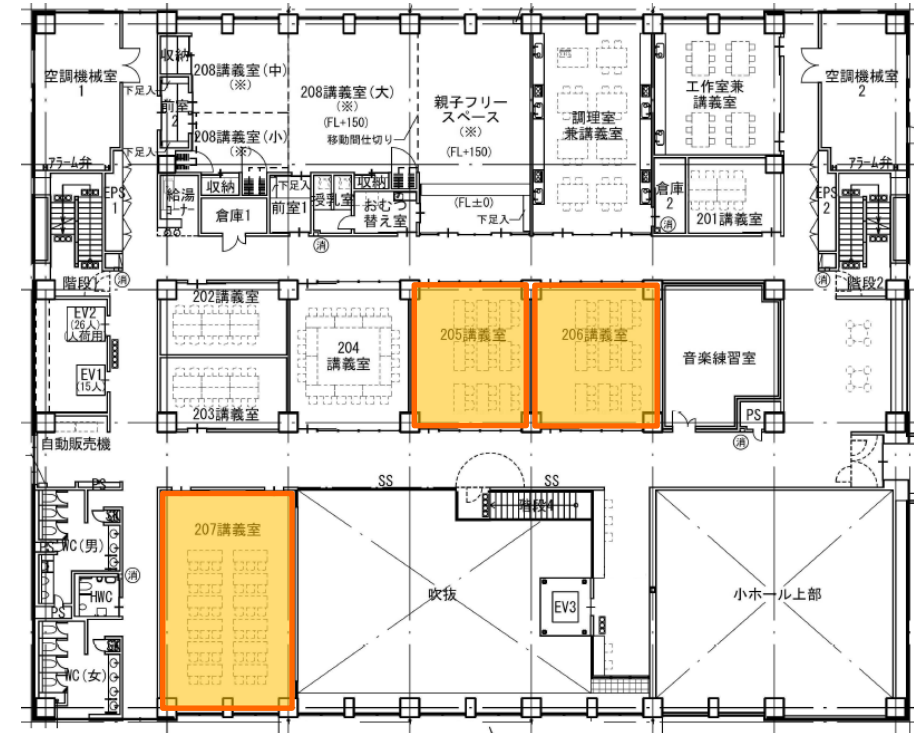 空調機械室
1
下足入
収納
前室
2
下足入
208講義室(中)
(※)
208講義室(小)
(※)
208講義室(大)
(※)
(FL+150)
移動間仕切り
親子フリー
スペース
(※)
(FL+150)
調理室
兼講義室
工作室兼
講義室
空調機械室
2
アラーム弁
EPS
1
給湯
コーナー
収納
倉庫1
下足入
前室1
授乳室
収納
おむつ
替え室
(FL±0)
下足入
倉庫
2
201講義室
アラーム弁
EPS
2
消
消
消
消
階段1
階段2
EV2
(26人)
(人荷用)
EV1
(15人)
202講義室
203講義室
204
講義室
205講義室
206講義室
音楽練習室
PS
消
自動販売機
PS
SS
SS
階段4
207講義室
WC(男)
PS
消
HWC
PS
WC(女)
吹抜
EV3
小ホール上部